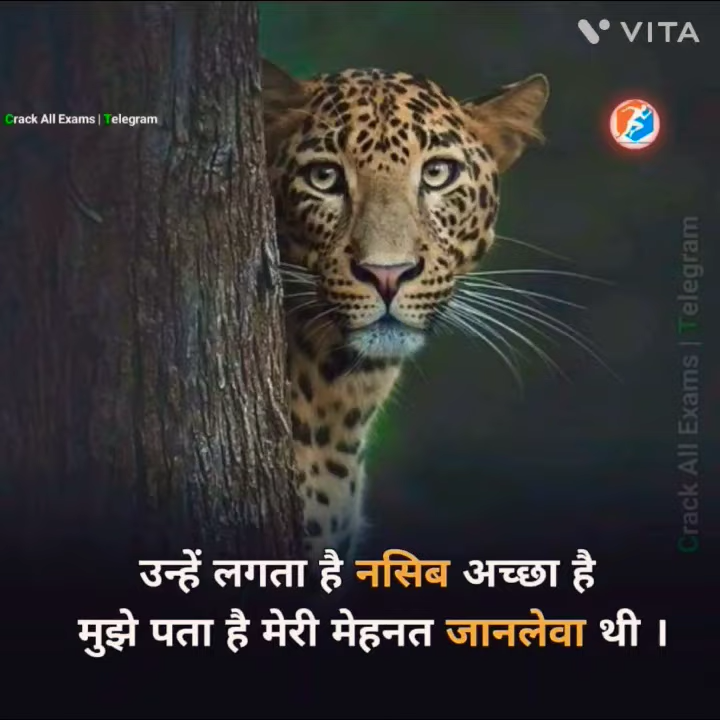 VITA
Crack All Exams | Telegram
Crack All Exams | Telegram
उन्हें लगता है नसिब अच्छा है
मुझे पता है मेरी मेहनत जानलेवा थी ।